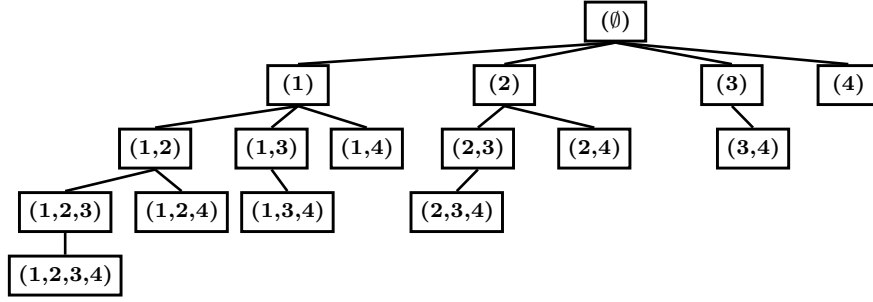 (∅)
(1) (2) (3) (4)
(1,2) (1,3) (1,4) (2,3) (2,4) (3,4)
(1,2,3) (1,2,4) (1,3,4) (2,3,4)
(1,2,3,4)